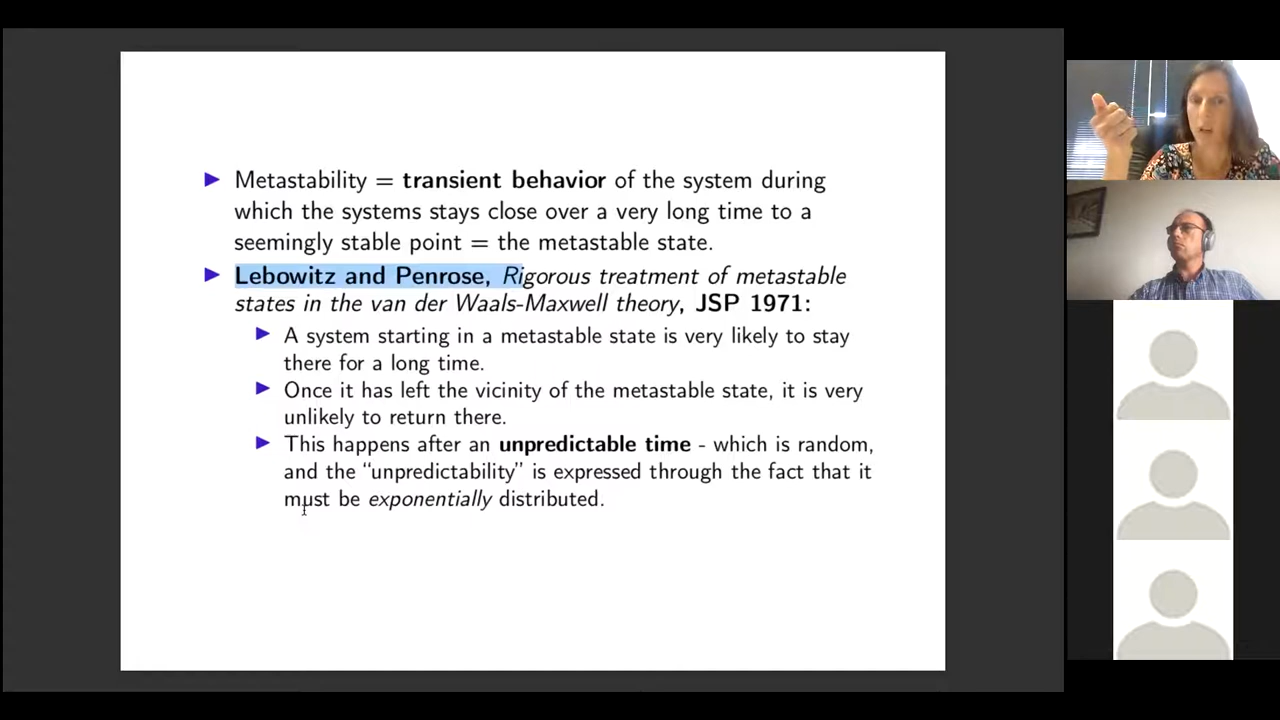 Metastability = transient behavior of the system during
which the systems stays close over a very long time to a
seemingly stable point = the metastable state.
Lebowitz and Penrose, Rigorous treatment of metastable
states in the van der Waals-Maxwell theory, JSP 1971:
A system starting in a metastable state is very likely to stay
there for a long time.
Once it has left the vicinity of the metastable state, it is very
unlikely to return there.
This happens after an unpredictable time - which is random,
and the “unpredictability” is expressed through the fact that it
must be exponentially distributed.